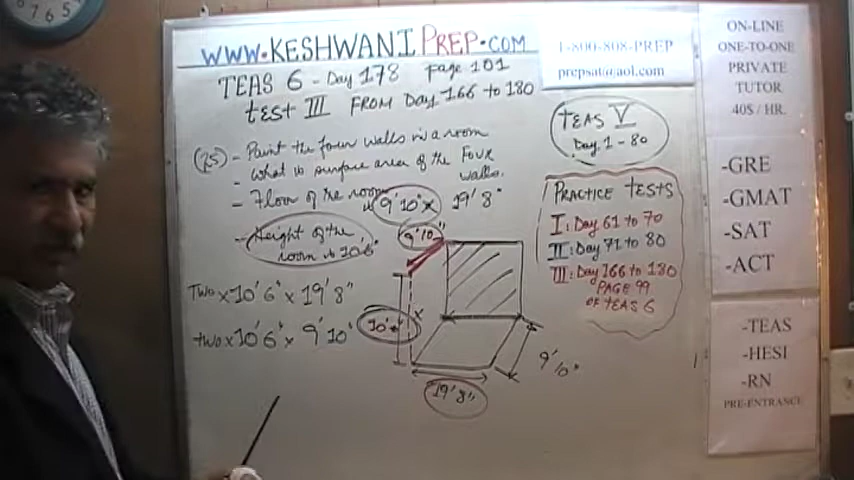 WWW.KESHWANIPREP.COM
TEAS 6 - Day 178 page 101
test III FROM Day 166 to 180
(25) - Paint the four walls in a room
- what is surface area of the Four walls.
- Floor of the room is 9'10" x 19'8"
- Height of the room is 10'6"
Two x 10'6" x 19'8"
two x 10'6" x 9'10"
9'10"
x
19'8"
9'10"
1-800-808-PREP
prepsat@aol.com
TEAS V
Day 1 - 80
PRACTICE TESTS
I: Day 61 to 70
II: Day 71 to 80
III: Day 166 to 180
PAGE 99
OF TEAS 6
ON-LINE
ONE-TO-ONE
PRIVATE
TUTOR
40$ / HR.
-GRE
-GMAT
-SAT
-ACT
-TEAS
-HESI
-RN
PRE-ENTRANCE
7 6 5